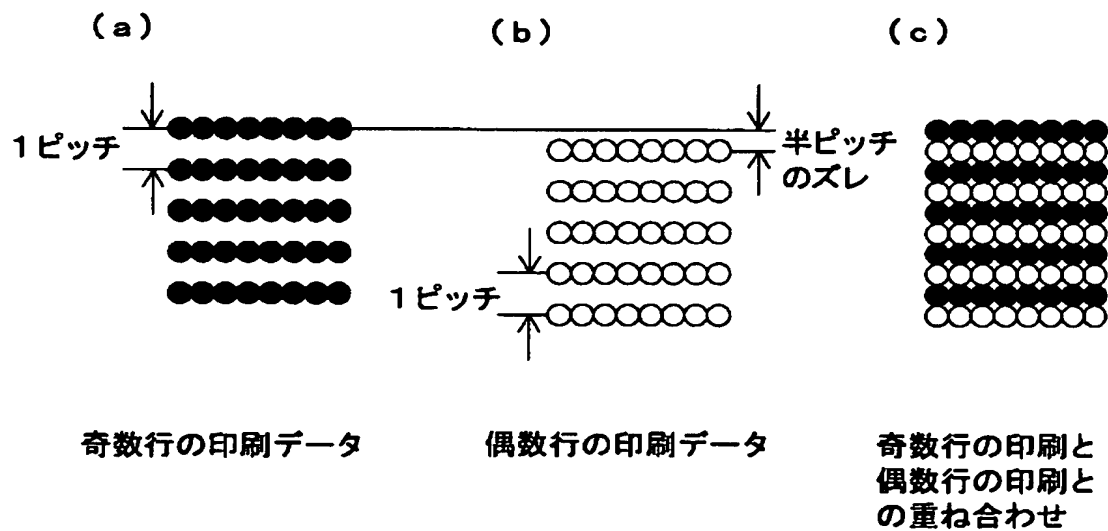 (a)
(b)
(c)
1ピッチ
半ピッチ
のズレ
1ピッチ
奇数行の印刷データ
偶数行の印刷データ
奇数行の印刷と
偶数行の印刷と
の重ね合わせ